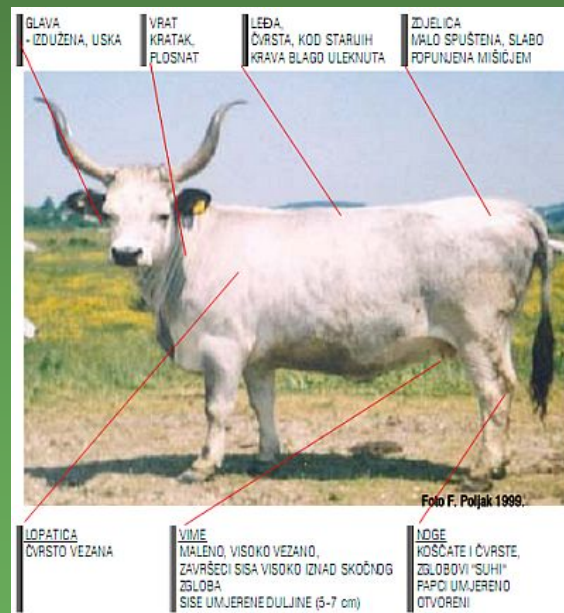 GLAVA
- IZDUŽENA, USKA
VRAT
KRATAK,
PLOSNAT
LEĐA,
ČVRSTA, KOD STARIJIH
KRAVA BLAGO ULEKNUTA
ZDJELICA
MALO SPUŠTENA, SLABO
POPUNJENA MIŠIĆJEM
Foto F. Poljak 1999.
LOPATICA
ČVRSTO VEZANA
VIME
MALENO, VISOKO VEZANO,
ZAVRŠECI SISA VISOKO IZNAD SKOČNOG
ZGLOBA
SISE UMJERENE DULJINE (5-7 cm)
NOGE
KOŠČATE I ČVRSTE,
ZGLOBOVI "SUHI"
PAPCI UMJERENO
OTVORENI